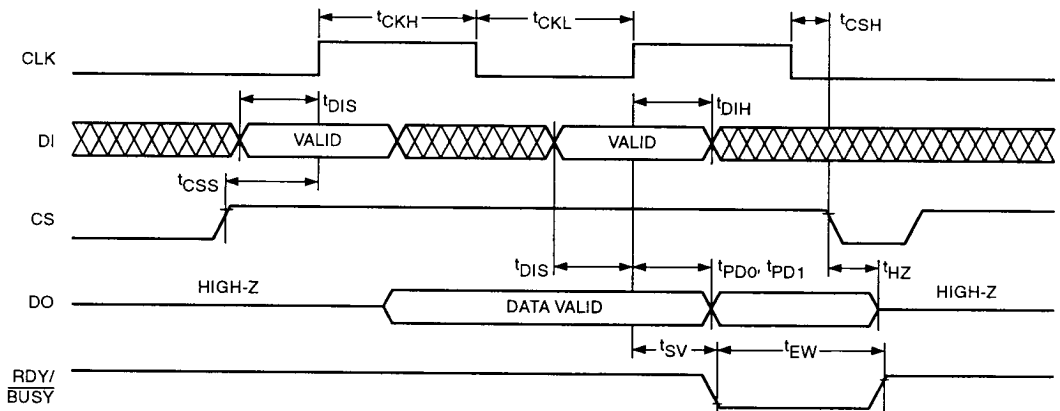 tCKH
tCKL
tCSH
CLK
tDIS
tDIH
DI
VALID
VALID
tCSS
CS
tDIS
tPD0, tPD1
tHZ
HIGH-Z
HIGH-Z
DO
DATA VALID
tSV
tEW
RDY/
BUSY